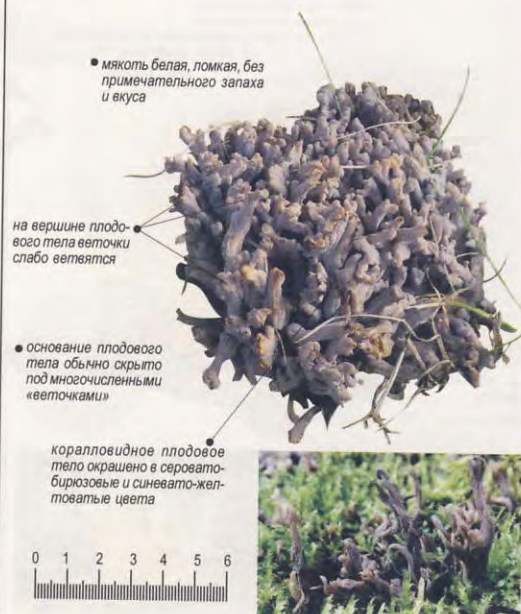 • мякоть белая, ломкая, без
примечательного запаха
и вкуса
на вершине плодо-
вого тела веточки
слабо ветвятся
• основание плодового
тела обычно скрыто
под многочисленными
«веточками»
коралловидное плодовое
тело окрашено в серовато-
бирюзовые и синевато-жел-
товатые цвета
0 1 2 3 4 5 6